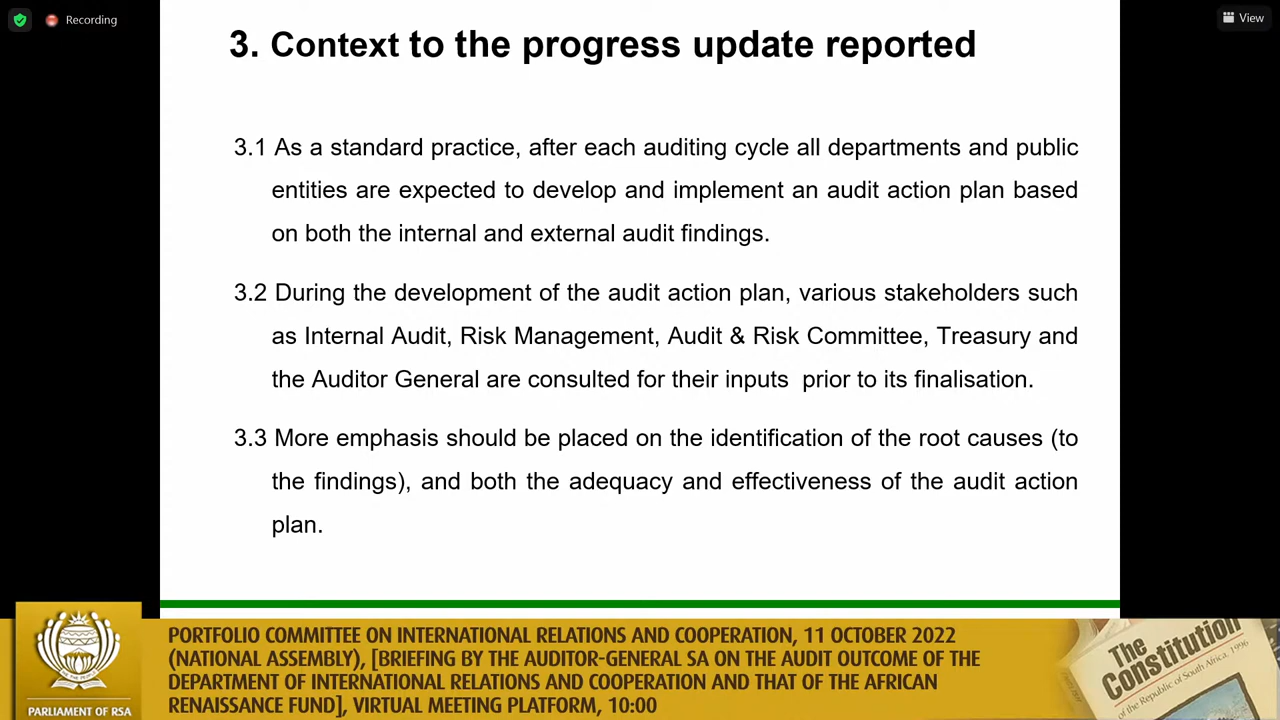 Recording
View
3. Context to the progress update reported
3.1 As a standard practice, after each auditing cycle all departments and public
entities are expected to develop and implement an audit action plan based
on both the internal and external audit findings.
3.2 During the development of the audit action plan, various stakeholders such
as Internal Audit, Risk Management, Audit & Risk Committee, Treasury and
the Auditor General are consulted for their inputs  prior to its finalisation.
3.3 More emphasis should be placed on the identification of the root causes (to
the findings), and both the adequacy and effectiveness of the audit action
plan.
PORTFOLIO COMMITTEE ON INTERNATIONAL RELATIONS AND COOPERATION, 11 OCTOBER 2022
(NATIONAL ASSEMBLY), [BRIEFING BY THE AUDITOR-GENERAL SA ON THE AUDIT OUTCOME OF THE
DEPARTMENT OF INTERNATIONAL RELATIONS AND COOPERATION AND THAT OF THE AFRICAN
RENAISSANCE FUND], VIRTUAL MEETING PLATFORM, 10:00
PARLIAMENT OF RSA
The
Constitution
of the Republic of South Africa, 1996